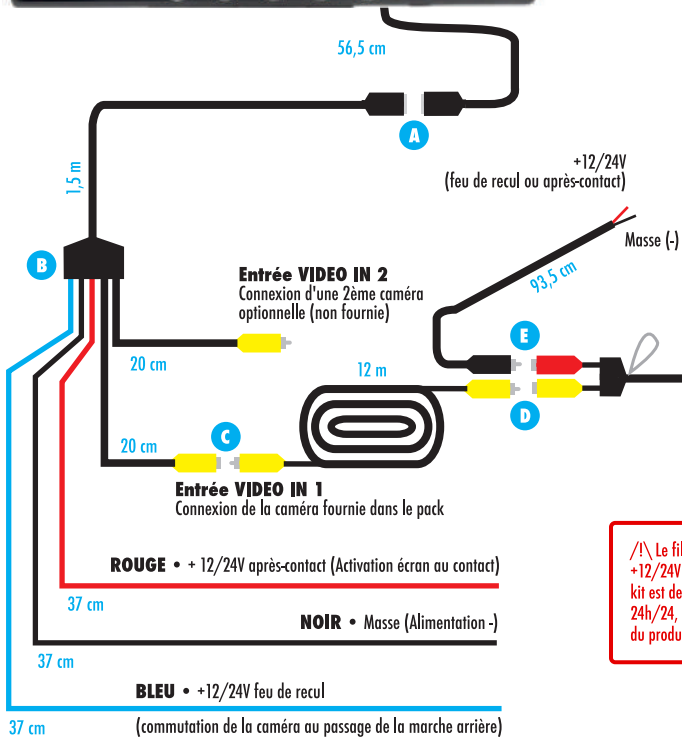 56,5 cm
A
1,5 m
+12/24V
(feu de recul ou après-contact)
Masse (-)
B
93,5 cm
Entrée VIDEO IN 2
Connexion d'une 2ème caméra
optionnelle (non fournie)
E
20 cm
12 m
D
20 cm
C
Entrée VIDEO IN 1
Connexion de la caméra fournie dans le pack
/!\ Le fil
+12/24V
kit est de
24h/24,
du produ
ROUGE • + 12/24V après-contact (Activation écran au contact)
37 cm
NOIR • Masse (Alimentation -)
37 cm
BLEU • +12/24V feu de recul
37 cm
(commutation de la caméra au passage de la marche arrière)